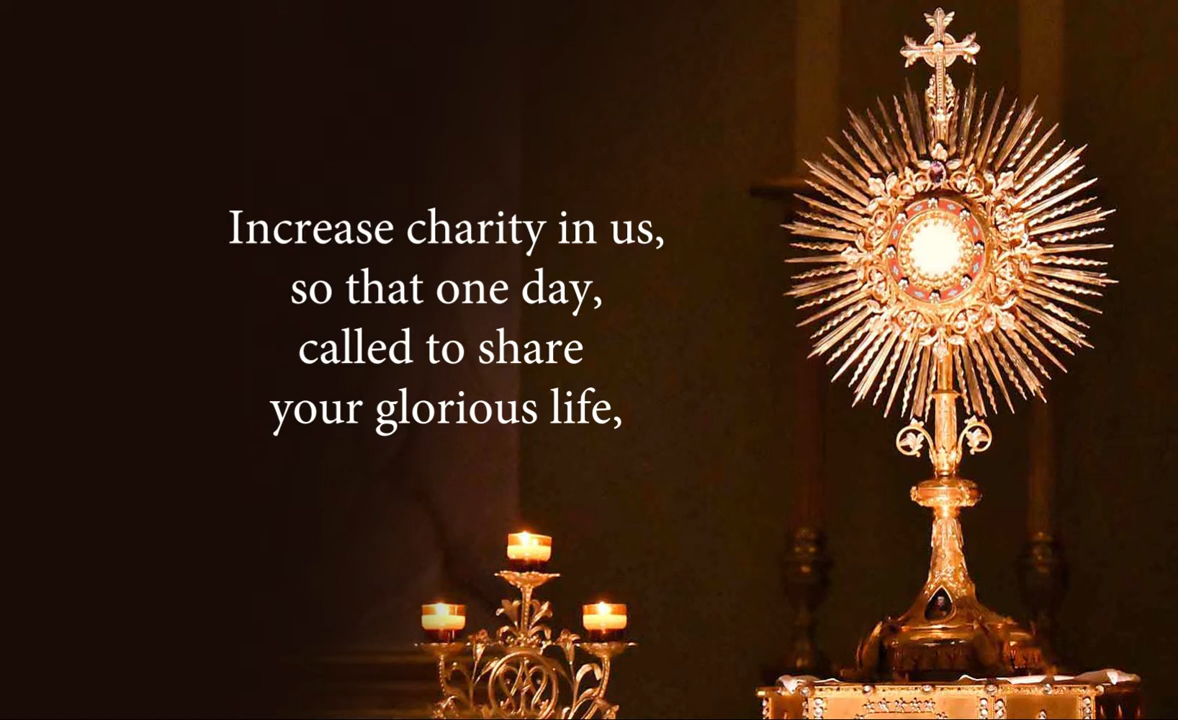 Increase charity in us,
so that one day,
called to share
your glorious life,